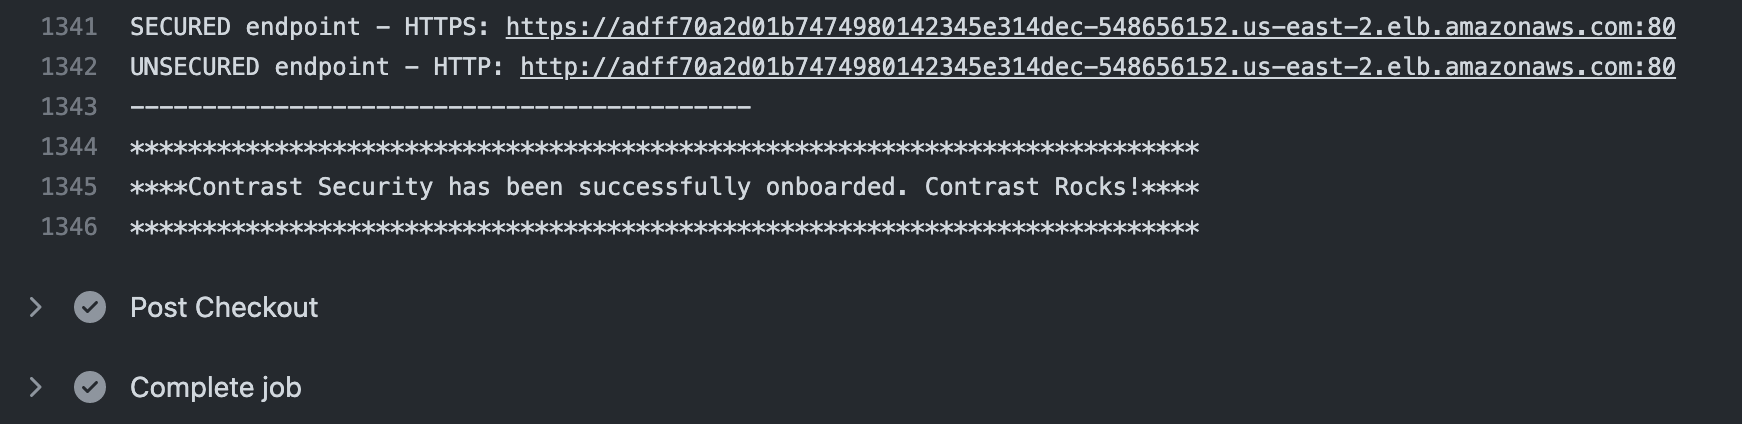 1341 SECURED endpoint - HTTPS: https://adff70a2d01b7474980142345e314dec-548656152.us-east-2.elb.amazonaws.com:80
1342 UNSECURED endpoint - HTTP: http://adff70a2d01b7474980142345e314dec-548656152.us-east-2.elb.amazonaws.com:80
1343 -------------------------------------------
1344 **************************************************************************
1345 ****Contrast Security has been successfully onboarded. Contrast Rocks!****
1346 **************************************************************************
Post Checkout
Complete job